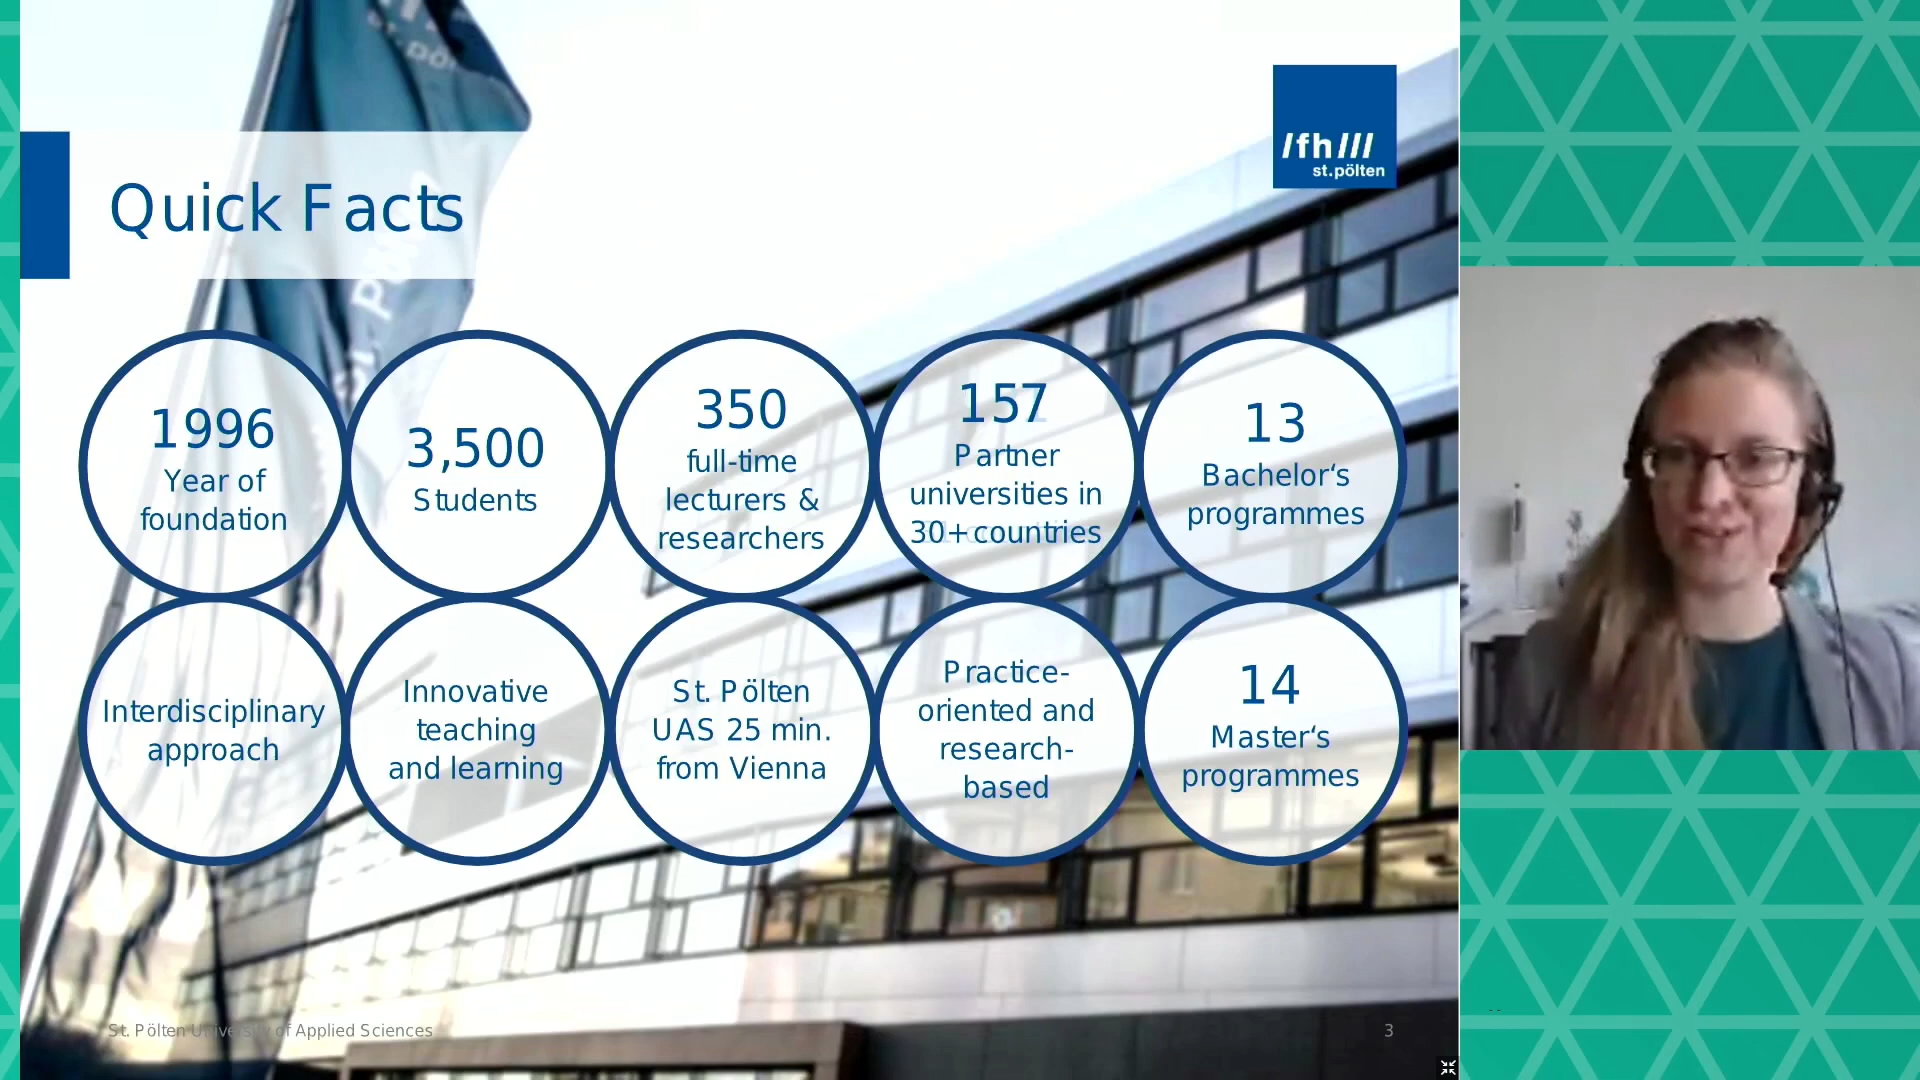 st.pöl
/fh///
st.pölten
Quick Facts
1996
Year of
foundation
3,500
Students
350
full-time
lecturers &
researchers
157
Partner
universities in
30+countries
13
Bachelor‘s
programmes
Interdisciplinary
approach
Innovative
teaching
and learning
St. Pölten
UAS 25 min.
from Vienna
Practice-
oriented and
research-
based
14
Master‘s
programmes
St. Pölten University of Applied Sciences
3